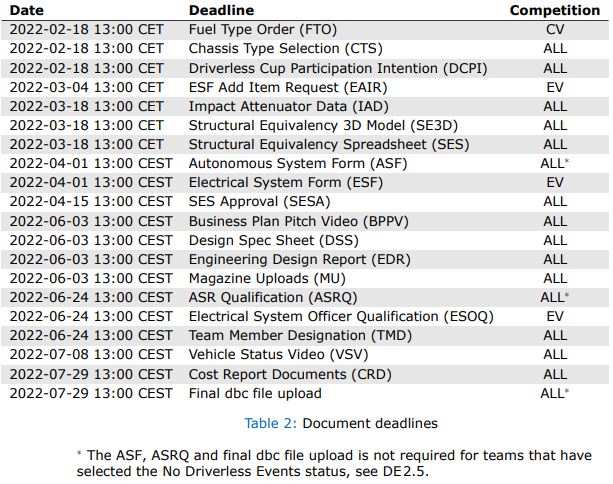 Date Deadline Competition
2022-02-18 13:00 CET Fuel Type Order (FTO) CV
2022-02-18 13:00 CET Chassis Type Selection (CTS) ALL
2022-02-18 13:00 CET Driverless Cup Participation Intention (DCPI) ALL
2022-03-04 13:00 CET ESF Add Item Request (EAIR) EV
2022-03-18 13:00 CET Impact Attenuator Data (IAD) ALL
2022-03-18 13:00 CET Structural Equivalency 3D Model (SE3D) ALL
2022-03-18 13:00 CET Structural Equivalency Spreadsheet (SES) ALL
2022-04-01 13:00 CEST Autonomous System Form (ASF) ALL*
2022-04-01 13:00 CEST Electrical System Form (ESF) EV
2022-04-15 13:00 CEST SES Approval (SESA) ALL
2022-06-03 13:00 CEST Business Plan Pitch Video (BPPV) ALL
2022-06-03 13:00 CEST Design Spec Sheet (DSS) ALL
2022-06-03 13:00 CEST Engineering Design Report (EDR) ALL
2022-06-03 13:00 CEST Magazine Uploads (MU) ALL
2022-06-24 13:00 CEST ASR Qualification (ASRQ) ALL*
2022-06-24 13:00 CEST Electrical System Officer Qualification (ESOQ) EV
2022-06-24 13:00 CEST Team Member Designation (TMD) ALL
2022-07-08 13:00 CEST Vehicle Status Video (VSV) ALL
2022-07-29 13:00 CEST Cost Report Documents (CRD) ALL
2022-07-29 13:00 CEST Final dbc file upload ALL*
Table 2: Document deadlines
* The ASF, ASRQ and final dbc file upload is not required for teams that have
selected the No Driverless Events status, see DE2.5.